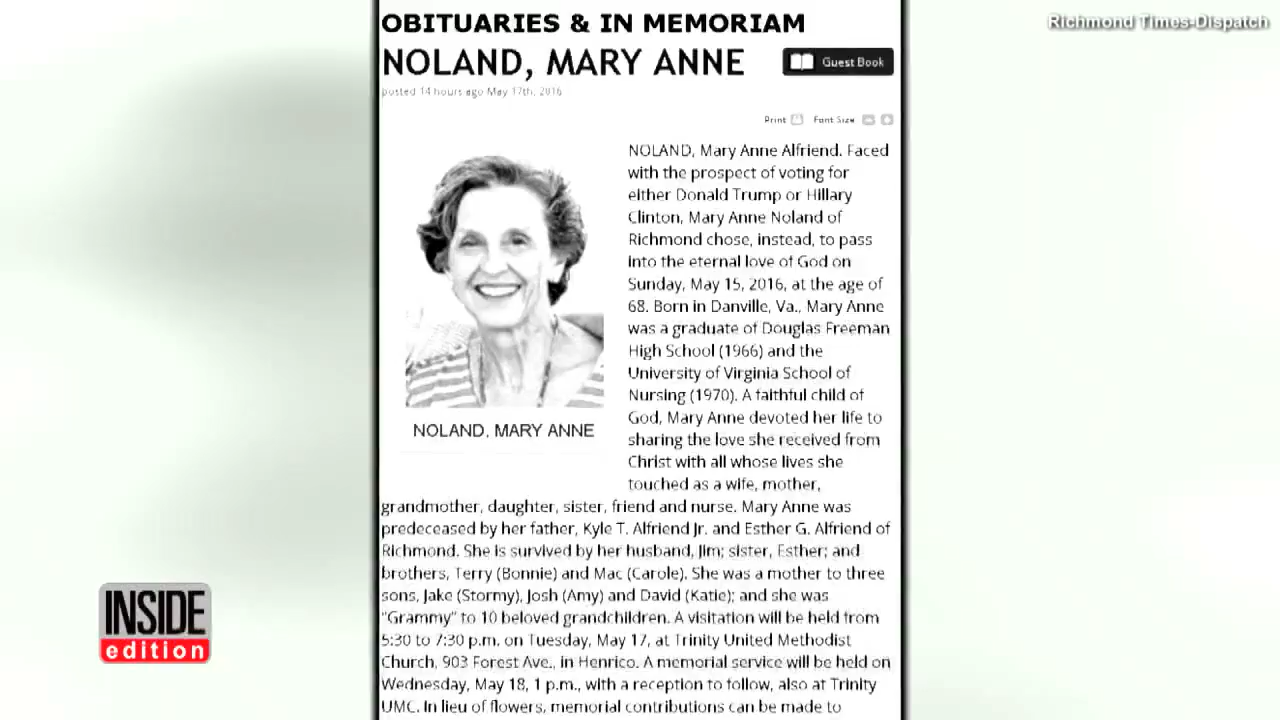 Richmond Times-Dispatch
OBITUARIES & IN MEMORIAM
NOLAND, MARY ANNE
Guest Book
posted 14 hours ago May 17th, 2016
Print Font Size
NOLAND, Mary Anne Alfriend. Faced
with the prospect of voting for
either Donald Trump or Hillary
Clinton, Mary Anne Noland of
Richmond chose, instead, to pass
into the eternal love of God on
Sunday, May 15, 2016, at the age of
68. Born in Danville, Va., Mary Anne
was a graduate of Douglas Freeman
High School (1966) and the
University of Virginia School of
Nursing (1970). A faithful child of
God, Mary Anne devoted her life to
sharing the love she received from
Christ with all whose lives she
touched as a wife, mother,
NOLAND, MARY ANNE
grandmother, daughter, sister, friend and nurse. Mary Anne was
predeceased by her father, Kyle T. Alfriend Jr. and Esther G. Alfriend of
Richmond. She is survived by her husband, Jim; sister, Esther; and
brothers, Terry (Bonnie) and Mac (Carole). She was a mother to three
sons, Jake (Stormy), Josh (Amy) and David (Katie); and she was
"Grammy" to 10 beloved grandchildren. A visitation will be held from
5:30 to 7:30 p.m. on Tuesday, May 17, at Trinity United Methodist
Church, 903 Forest Ave., in Henrico. A memorial service will be held on
Wednesday, May 18, 1 p.m., with a reception to follow, also at Trinity
UMC. In lieu of flowers, memorial contributions can be made to
INSIDE
edition